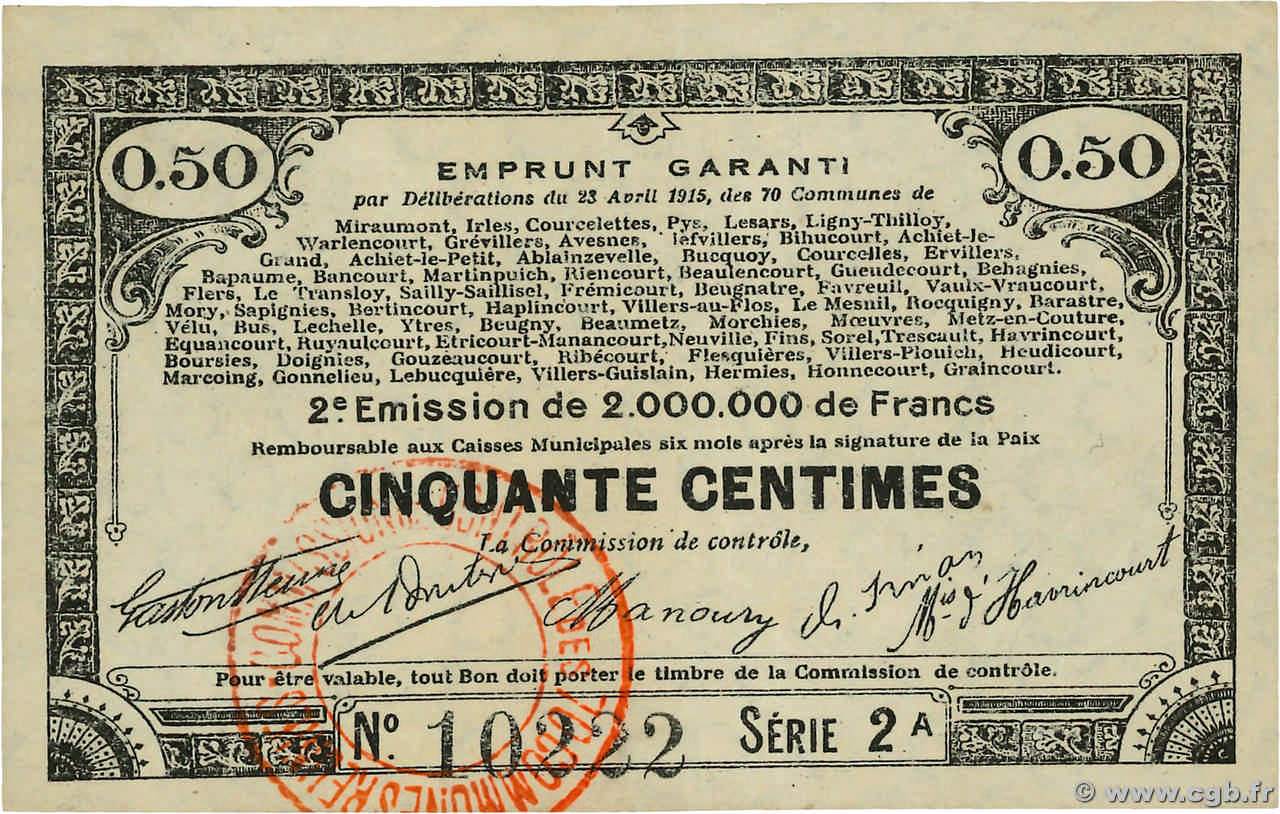 0.50
0.50
EMPRUNT GARANTI
par Délibérations du 23 Avril 1915, des 70 Communes de
Miraumont, Irles, Courcelettes, Pys, Lesars, Ligny-Thilloy,
Warlencourt, Grévillers, Avesnes, Biefvillers, Bihucourt, Achiet-le-
Grand, Achiet-le-Petit, Ablainzevelle, Bucquoy, Courcelles, Ervillers,
Bapaume, Bancourt, Martinpuich, Riencourt, Beaulencourt, Gueudecourt, Behagnies,
Flers, Le Transloy, Sailly-Saillisel, Frémicourt, Beugnatre, Favreuil, Vaulx-Vraucourt,
Mory, Sapignies, Bertincourt, Haplincourt, Villers-au-Flos, Le Mesnil, Rocquigny, Barastre,
Vélu, Bus, Lechelle, Ytres, Beugny, Beaumetz, Morchies, Mœuvres, Metz-en-Couture,
Equancourt, Ruyaulcourt, Etricourt-Manancourt, Neuville, Fins, Sorel, Trescault, Havrincourt,
Boursies, Doignies, Gouzeaucourt, Ribécourt, Flesquières, Villers-Plouich, Heudicourt,
Marcoing, Gonnelieu, Lebucquière, Villers-Guislain, Hermies, Honnecourt, Graincourt.
2e Emission de 2.000.000 de Francs
Remboursable aux Caisses Municipales six mois après la signature de la Paix
CINQUANTE CENTIMES
La Commission de contrôle,
Gaston
Manoury
Mis d'Havrincourt
Pour être valable, tout Bon doit porter le timbre de la Commission de contrôle.
No 10222 SÉRIE 2 A
COMMUNES
© www.cgb.fr